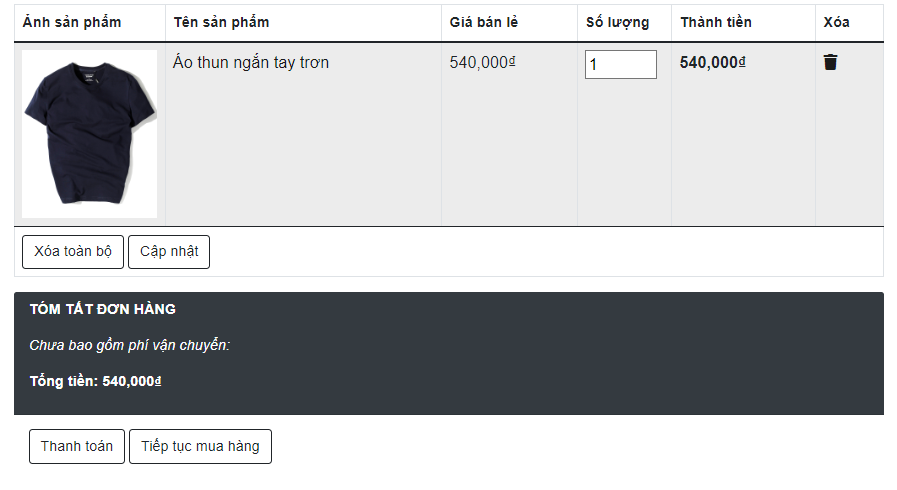 Ảnh sản phẩm Tên sản phẩm Giá bán lẻ Số lượng Thành tiền Xóa
Áo thun ngắn tay trơn 540,000₫ 1 540,000₫
Xóa toàn bộ Cập nhật
TÓM TẮT ĐƠN HÀNG
Chưa bao gồm phí vận chuyển:
Tổng tiền: 540,000₫
Thanh toán Tiếp tục mua hàng